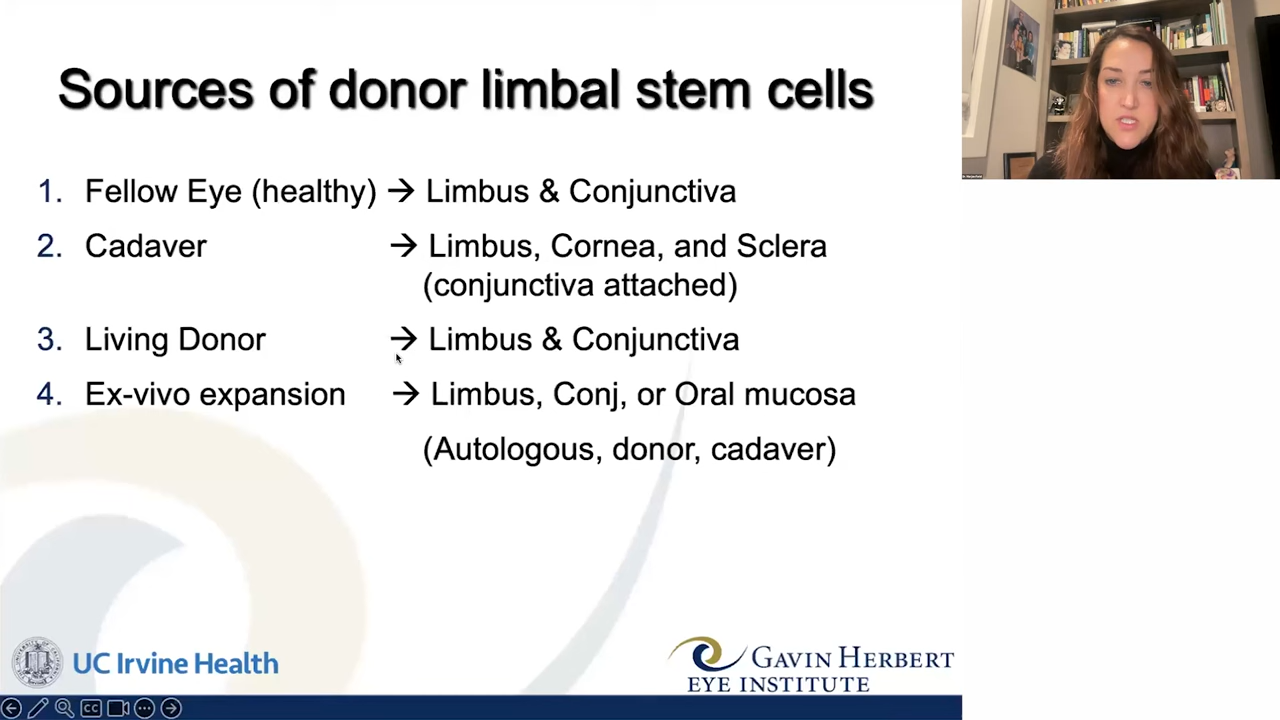 Sources of donor limbal stem cells
1. Fellow Eye (healthy) → Limbus & Conjunctiva
2. Cadaver → Limbus, Cornea, and Sclera
(conjunctiva attached)
3. Living Donor → Limbus & Conjunctiva
4. Ex-vivo expansion → Limbus, Conj, or Oral mucosa
(Autologous, donor, cadaver)
UC Irvine Health
GAVIN HERBERT
EYE INSTITUTE
CC